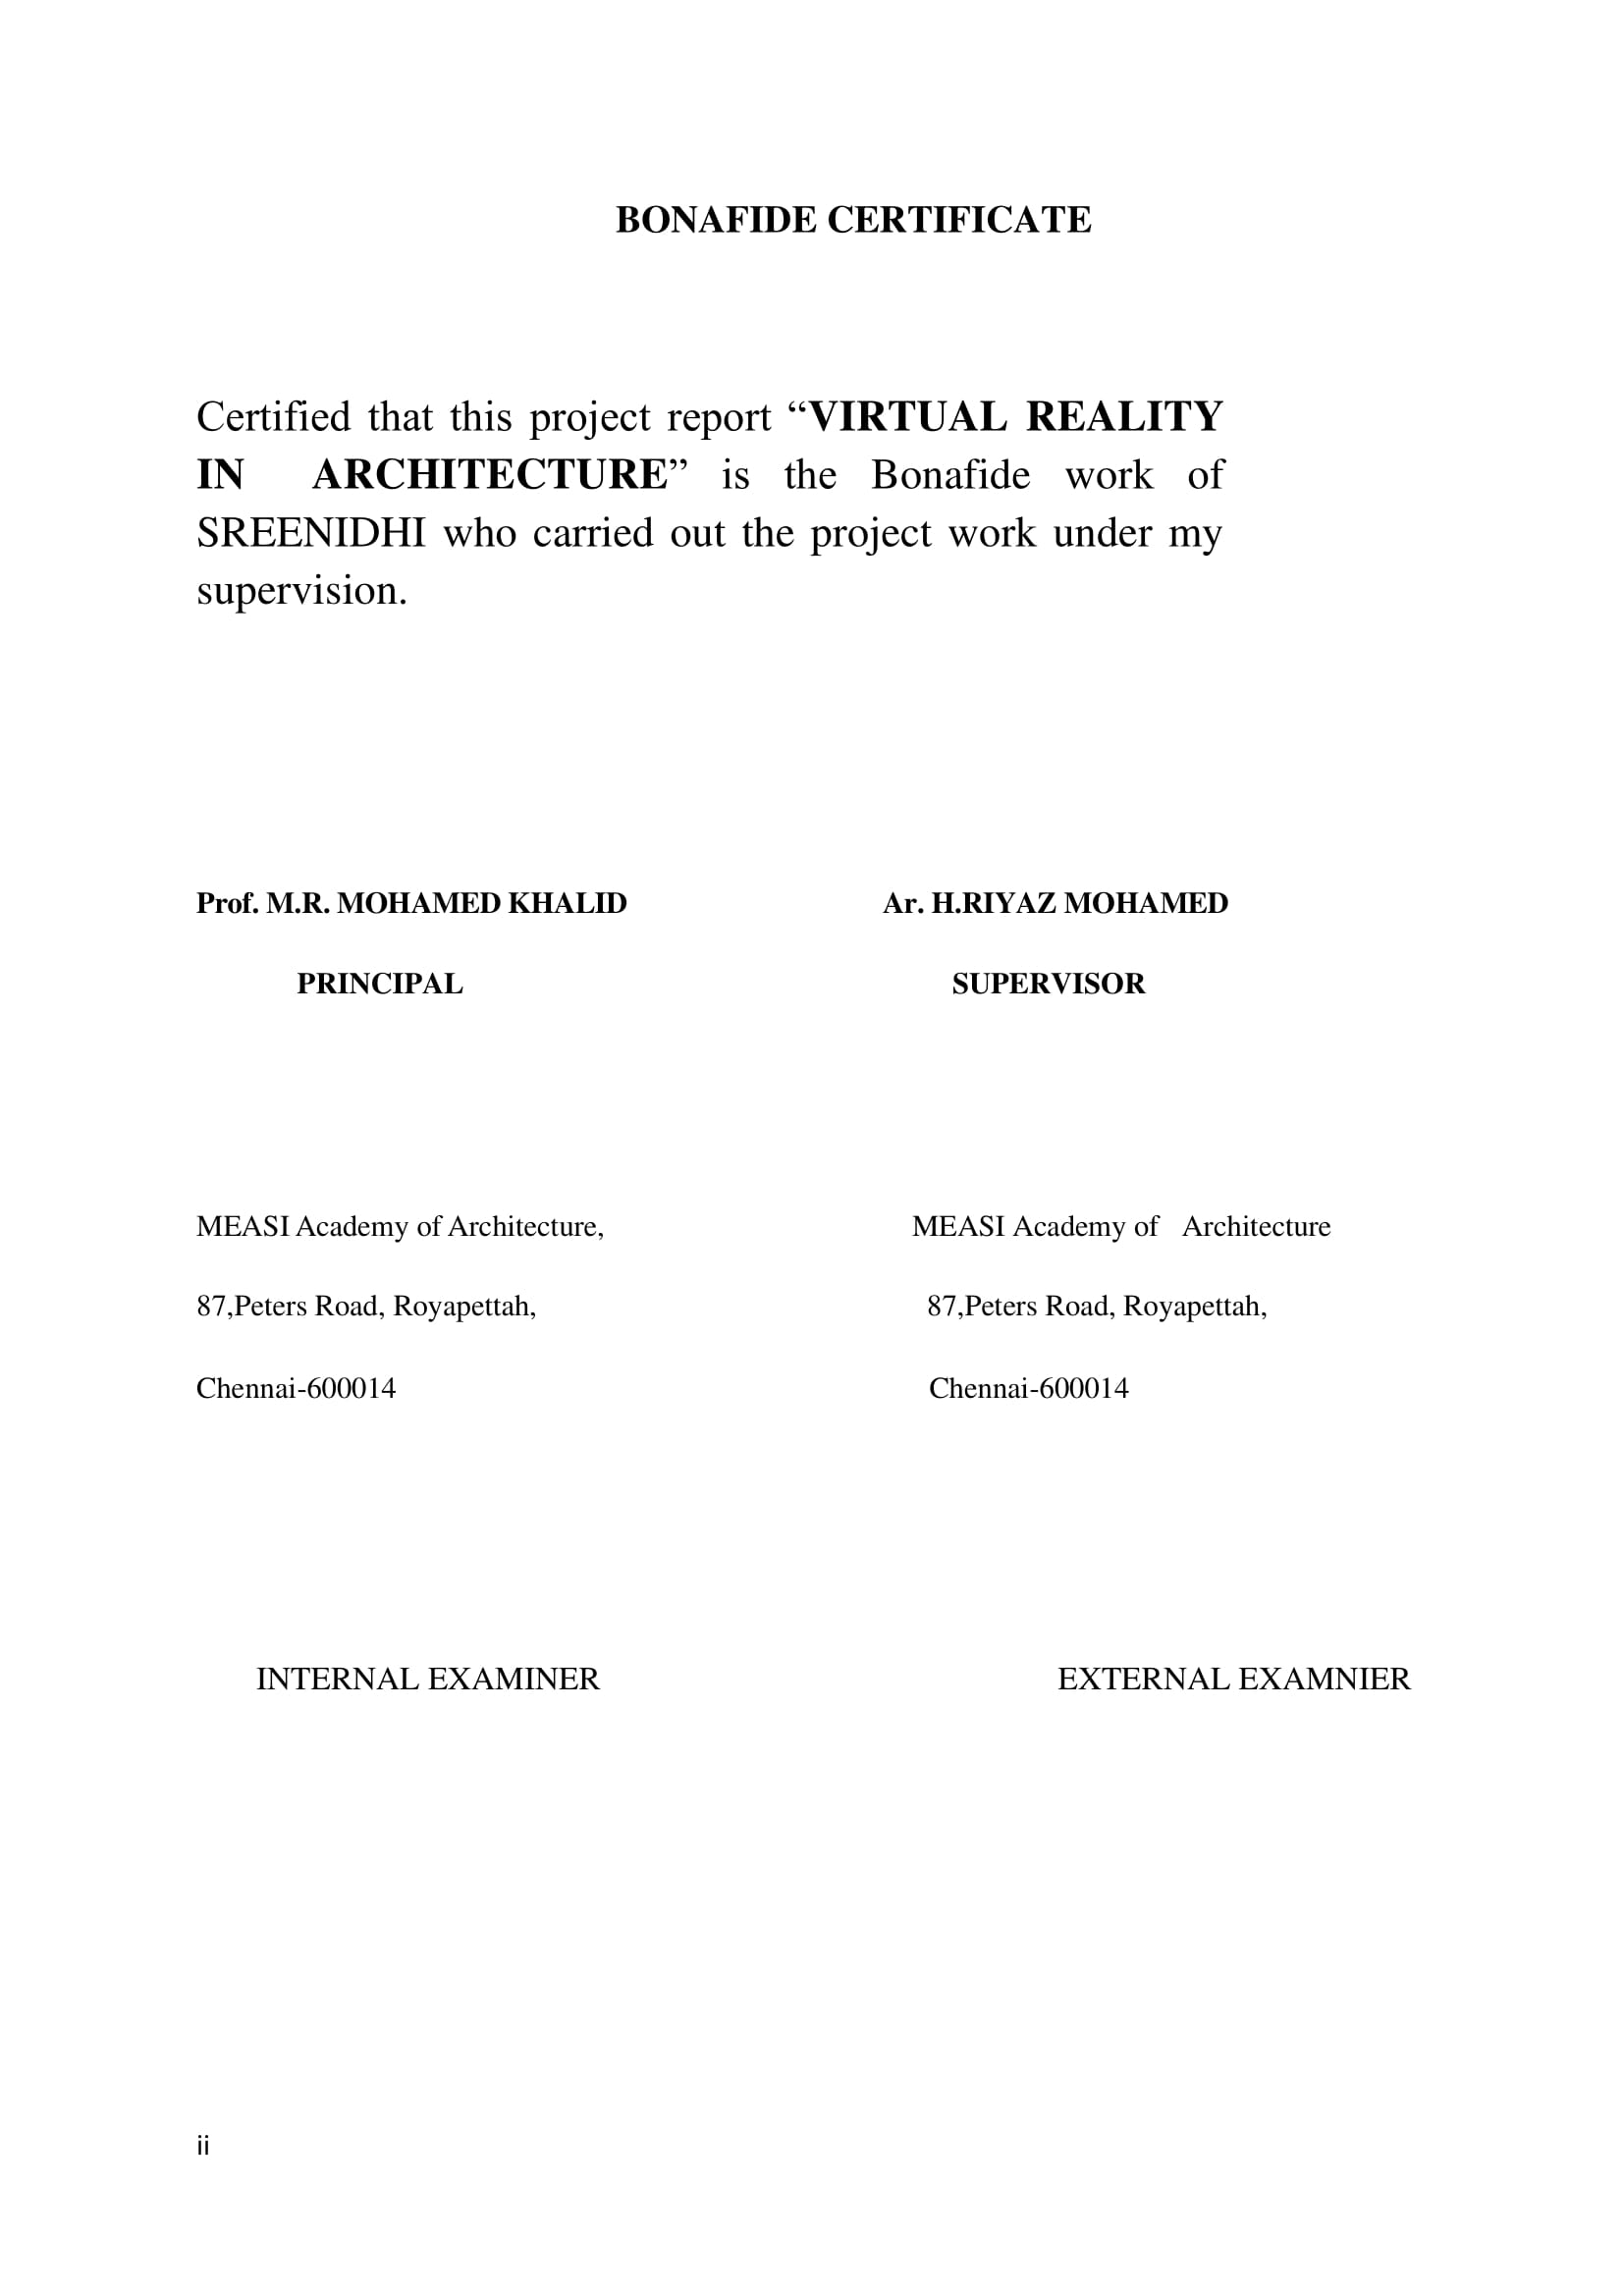 BONAFIDE CERTIFICATE
Certified that this project report “VIRTUAL REALITY
IN ARCHITECTURE” is the Bonafide work of
SREENIDHI who carried out the project work under my
supervision.
Prof. M.R. MOHAMED KHALID Ar. H.RIYAZ MOHAMED
PRINCIPAL SUPERVISOR
MEASI Academy of Architecture, MEASI Academy of Architecture
87,Peters Road, Royapettah, 87,Peters Road, Royapettah,
Chennai-600014 Chennai-600014
INTERNAL EXAMINER EXTERNAL EXAMNIER
ii